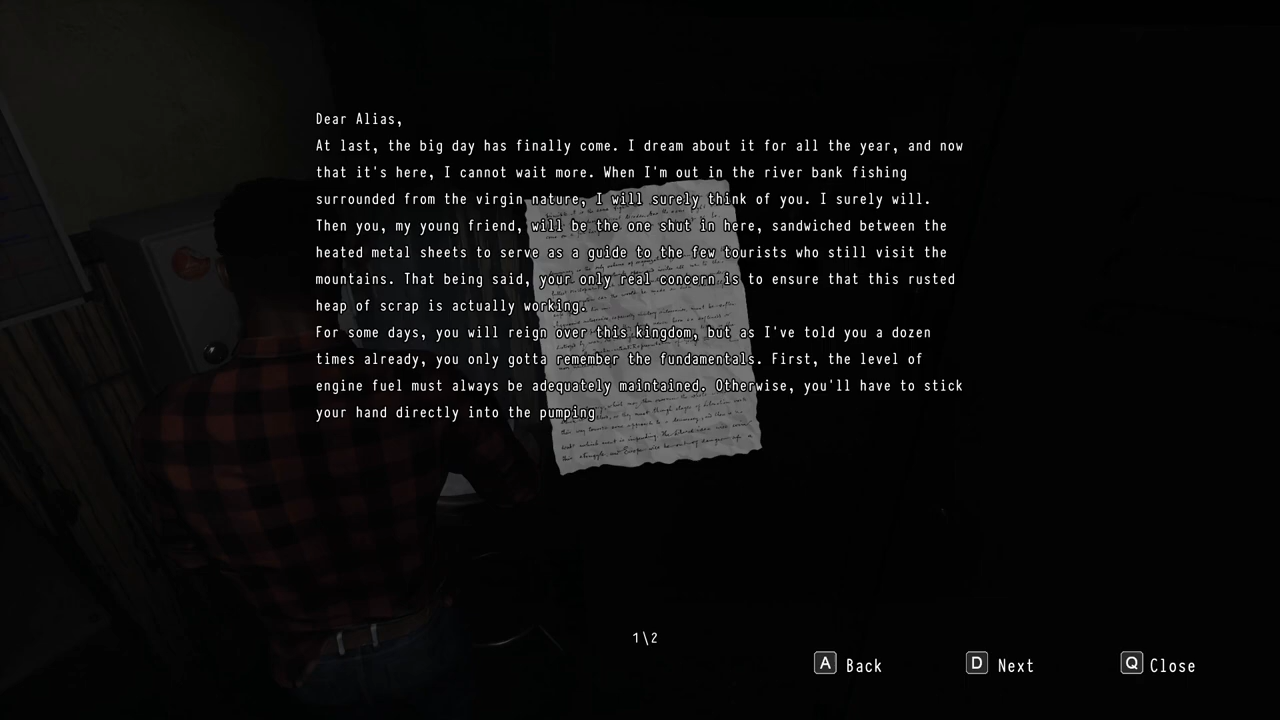 Dear Alias,
At last, the big day has finally come. I dream about it for all the year, and now
that it's here, I cannot wait more. When I'm out in the river bank fishing
surrounded from the virgin nature, I will surely think of you. I surely will.
Then you, my young friend, will be the one shut in here, sandwiched between the
heated metal sheets to serve as a guide to the few tourists who still visit the
mountains. That being said, your only real concern is to ensure that this rusted
heap of scrap is actually working.
For some days, you will reign over this kingdom, but as I've told you a dozen
times already, you only gotta remember the fundamentals. First, the level of
engine fuel must always be adequately maintained. Otherwise, you'll have to stick
your hand directly into the pumping
1\2
A Back D Next Q Close